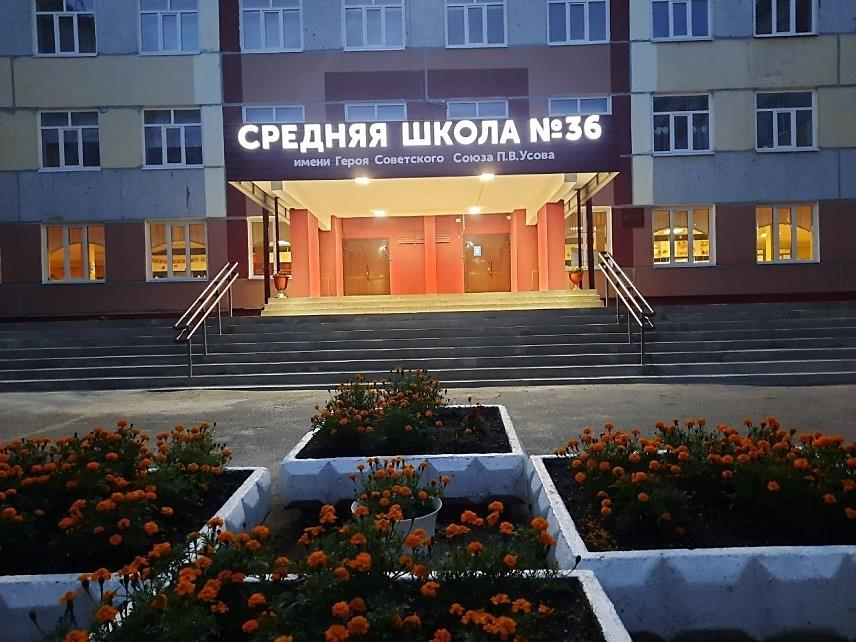 СРЕДНЯЯ ШКОЛА №36
имени Героя Советского Союза П.В.Усова